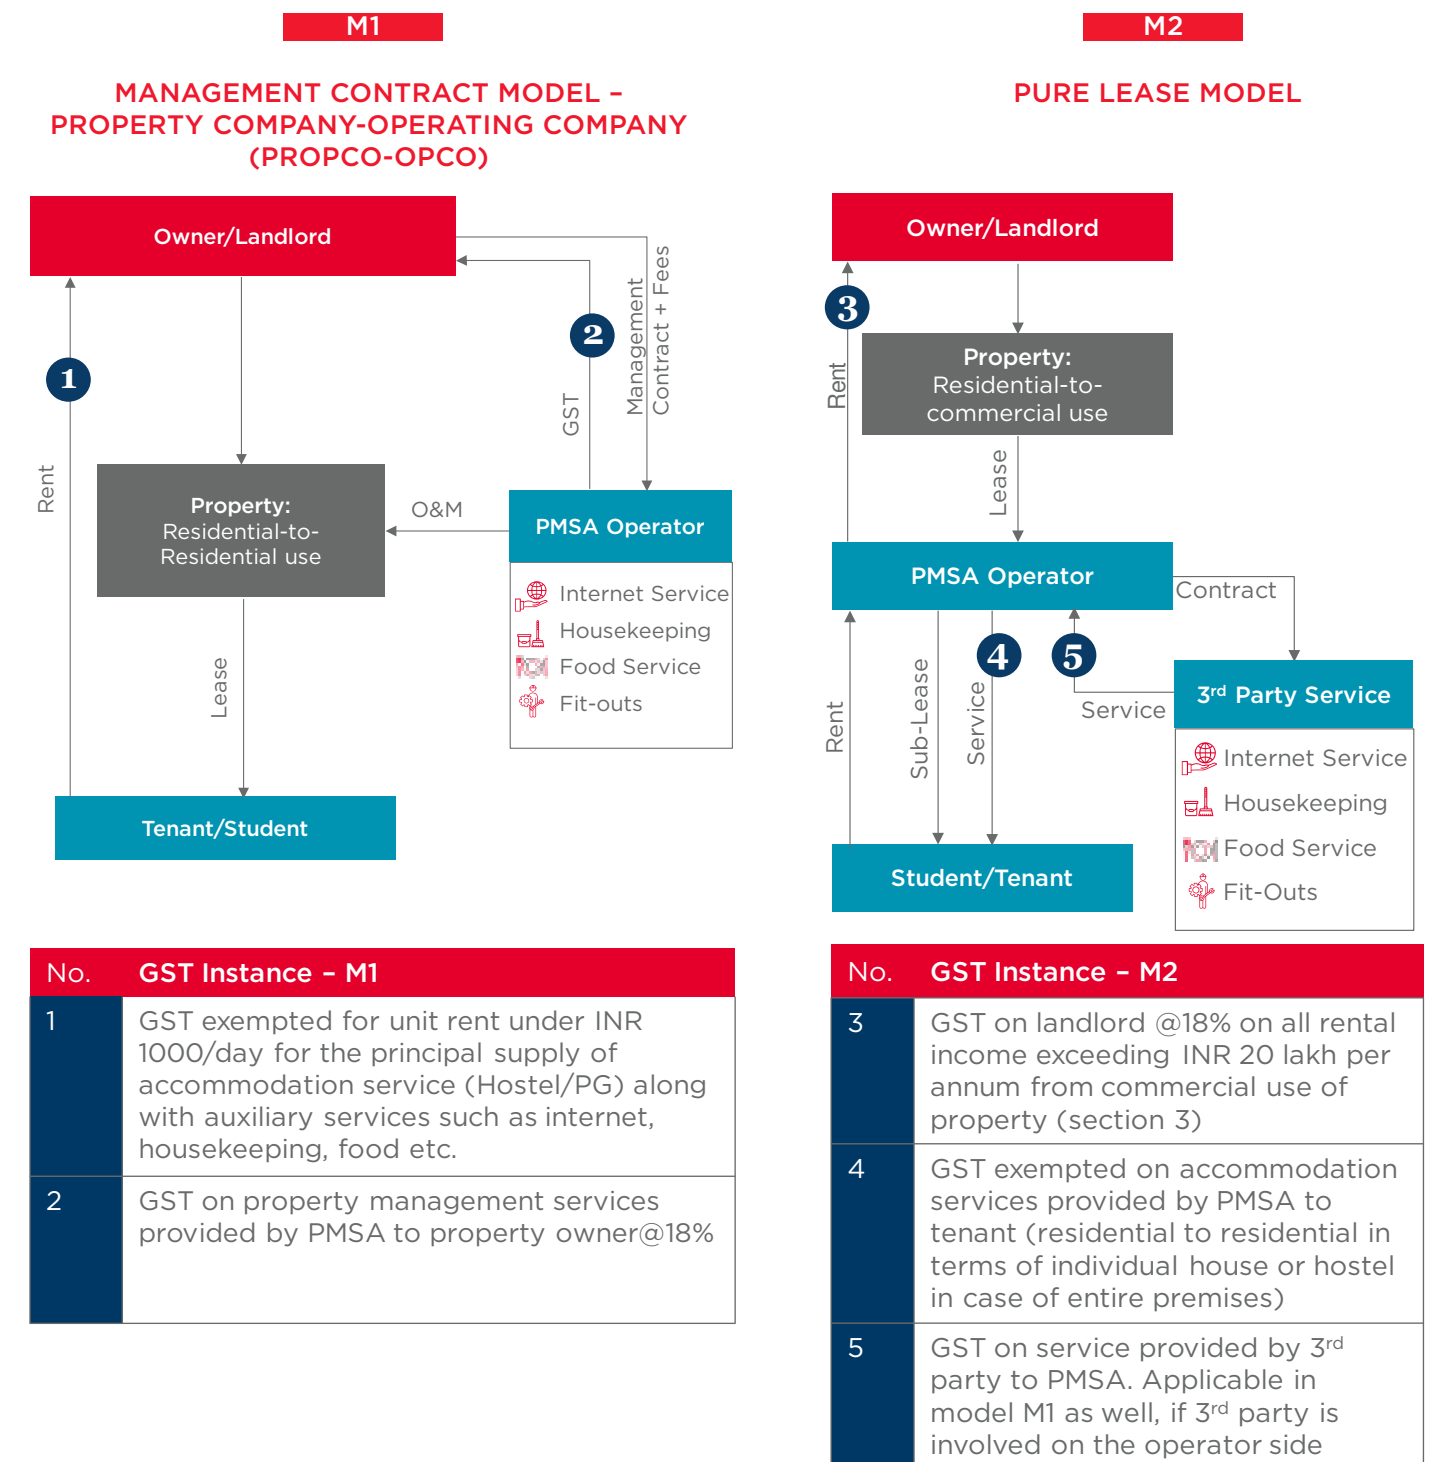 M1
MANAGEMENT CONTRACT MODEL –
PROPERTY COMPANY-OPERATING COMPANY
(PROPCO-OPCO)
Owner/Landlord
1
2
Rent
GST
Management
Contract + Fees
Property:
Residential-to-
Residential use
O&M
PMSA Operator
Internet Service
Housekeeping
Food Service
Fit-outs
Lease
Tenant/Student
No. GST Instance – M1
1 GST exempted for unit rent under INR
1000/day for the principal supply of
accommodation service (Hostel/PG) along
with auxiliary services such as internet,
housekeeping, food etc.
2 GST on property management services
provided by PMSA to property owner@18%
M2
PURE LEASE MODEL
Owner/Landlord
3
Rent
Property:
Residential-to-
commercial use
Lease
PMSA Operator
Contract
4
5
Rent
Sub-Lease
Service
Service
3rd Party Service
Internet Service
Housekeeping
Food Service
Fit-Outs
Student/Tenant
No. GST Instance – M2
3 GST on landlord @18% on all rental
income exceeding INR 20 lakh per
annum from commercial use of
property (section 3)
4 GST exempted on accommodation
services provided by PMSA to
tenant (residential to residential in
terms of individual house or hostel
in case of entire premises)
5 GST on service provided by 3rd
party to PMSA. Applicable in
model M1 as well, if 3rd party is
involved on the operator side